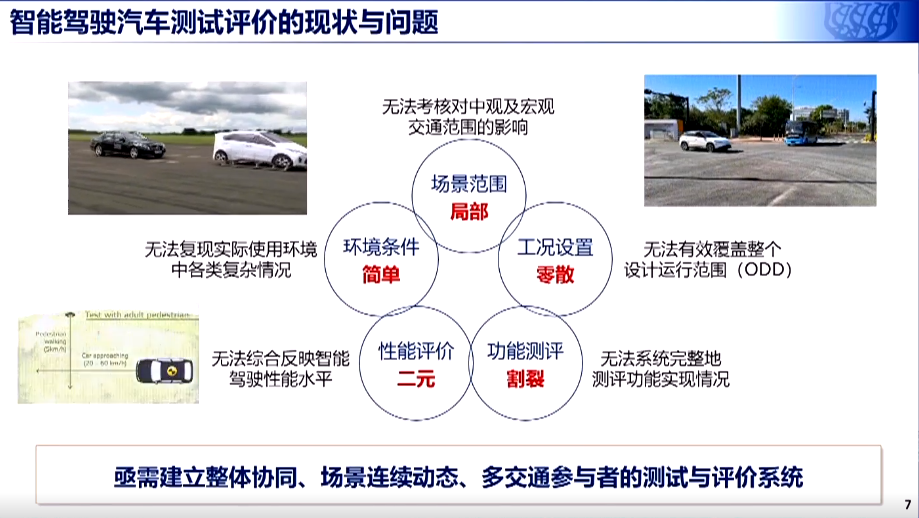 智能驾驶汽车测试评价的现状与问题
无法考核对中观及宏观
交通范围的影响
场景范围
局部
无法复现实际使用环境
中各类复杂情况
环境条件
简单
工况设置
零散
无法有效覆盖整个
设计运行范围（ODD）
Test with adult pedestrian
Pedestrian
walking
(5km/h)
Car approaching
(20 – 60 km/h)
无法综合反映智能
驾驶性能水平
性能评价
二元
功能测评
割裂
无法系统完整地
测评功能实现情况
亟需建立整体协同、场景连续动态、多交通参与者的测试与评价系统
7